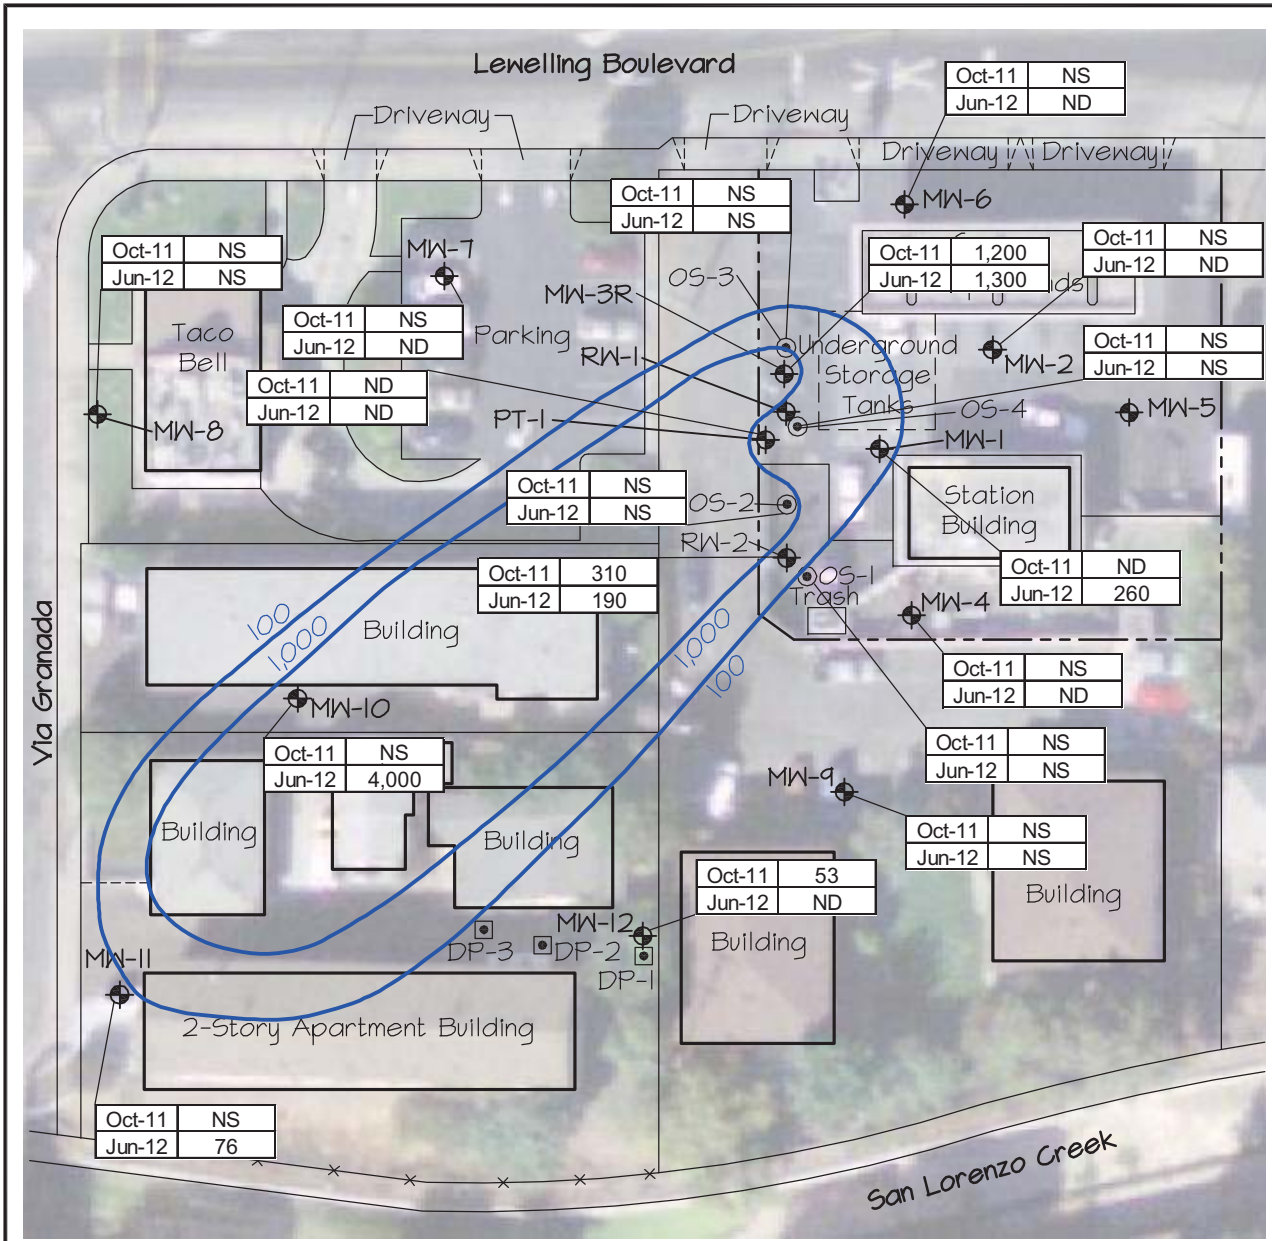 Lewelling Boulevard
Oct-11 NS
Jun-12 ND
Driveway
Driveway
Driveway
Driveway
Oct-11 NS
Jun-12 NS
MW-6
Oct-11 NS
Jun-12 NS
MW-7
OS-3
MW-3R
Oct-11 1,200
Jun-12 1,300
Oct-11 NS
Jun-12 ND
Taco
Bell
Oct-11 NS
Jun-12 ND
Parking
RW-1
Underground
Storage
Tanks
MW-2
Oct-11 NS
Jun-12 NS
Oct-11 ND
Jun-12 ND
MW-8
PT-1
OS-4
MW-1
MW-5
Oct-11 NS
Jun-12 NS
OS-2
Station
Building
RW-2
Oct-11 310
Jun-12 190
OS-1
Trash
Oct-11 ND
Jun-12 260
MW-4
100
1,000
Building
1,000
100
Oct-11 NS
Jun-12 ND
Via Granada
MW-10
Oct-11 NS
Jun-12 4,000
Oct-11 NS
Jun-12 NS
MW-9
Building
Building
Oct-11 NS
Jun-12 NS
Oct-11 53
Jun-12 ND
Building
MW-12
Building
DP-3
DP-2
DP-1
MW-11
2-Story Apartment Building
Oct-11 NS
Jun-12 76
San Lorenzo Creek